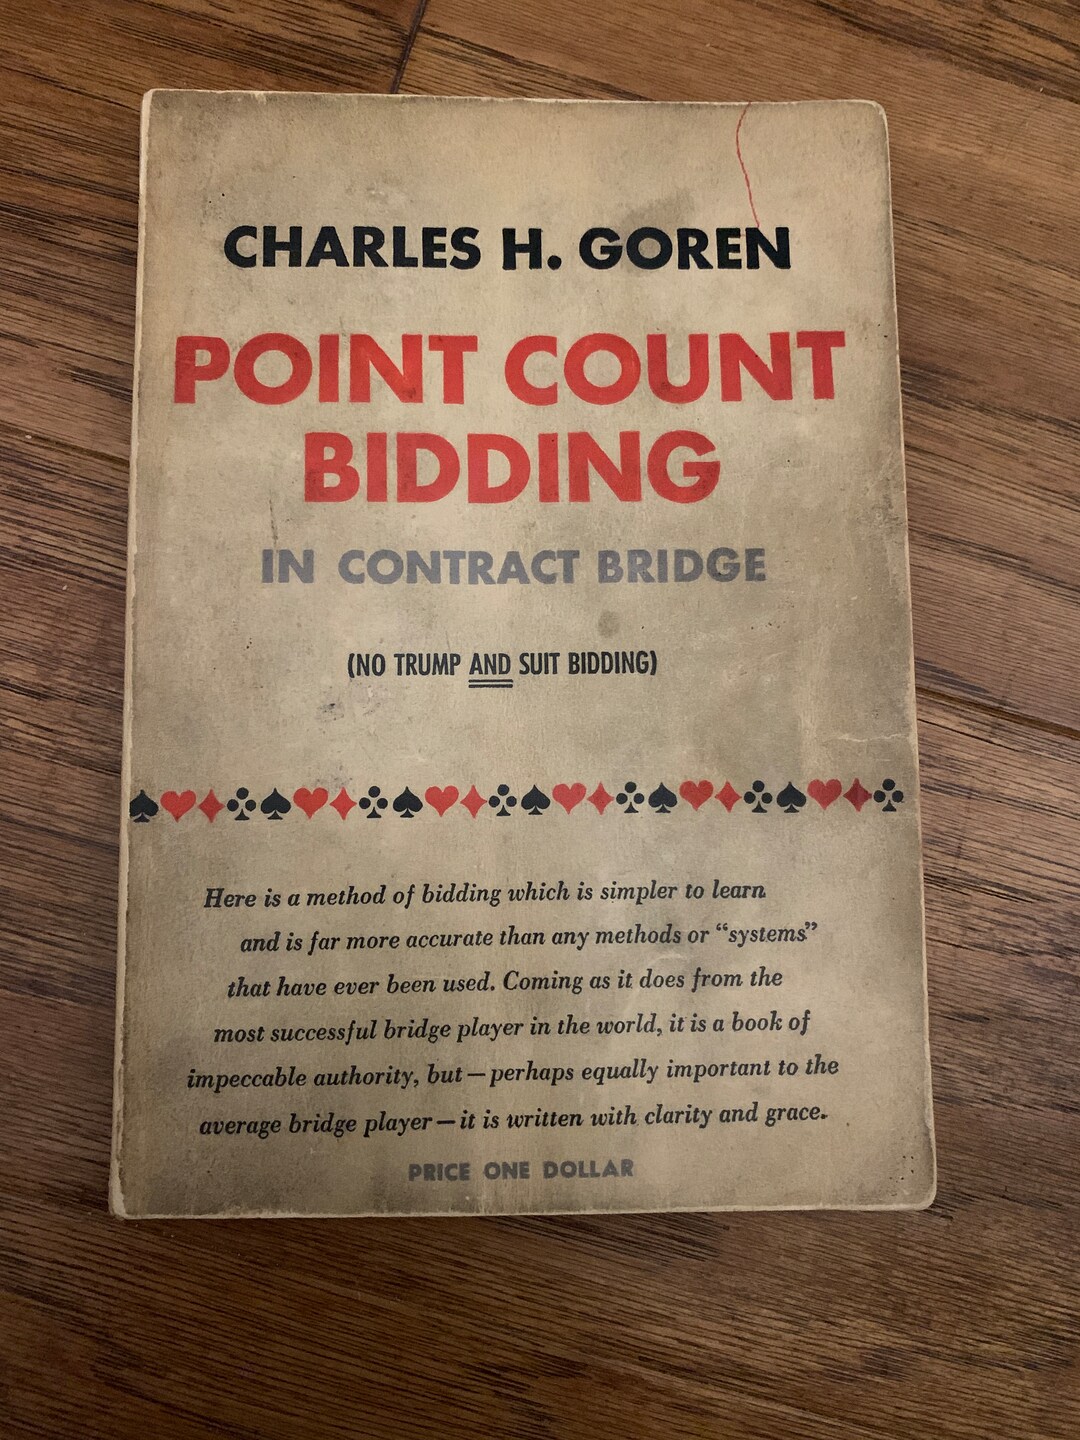 CHARLES H. GOREN
POINT COUNT
BIDDING
IN CONTRACT BRIDGE
(NO TRUMP AND SUIT BIDDING)
Here is a method of bidding which is simpler to learn
and is far more accurate than any methods or “systems”
that have ever been used. Coming as it does from the
most successful bridge player in the world, it is a book of
impeccable authority, but—perhaps equally important to the
average bridge player—it is written with clarity and grace.
PRICE ONE DOLLAR